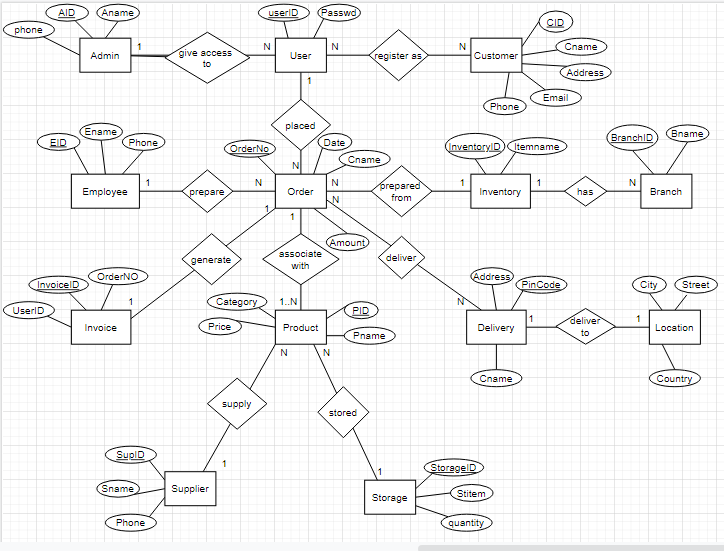 AID
Aname
userID
Passwd
CID
phone
Cname
Admin
1
give access
to
N
User
N
register as
N
Customer
Address
1
Email
Phone
placed
EID
Ename
Phone
OrderNo
N
Date
Cname
InventoryID
Itemname
BranchID
Bname
Employee
1
prepare
N
Order
N
prepared
from
1
Inventory
1
has
N
Branch
N
1
1
Amount
generate
associate
with
deliver
InvoiceID
OrderNO
UserID
1
Invoice
Category
1..N
PID
Price
Product
Pname
N
N
Address
PinCode
N
Delivery
1
deliver
to
1
City
Street
Location
Cname
Country
supply
stored
SupID
1
Sname
Supplier
Phone
1
Storage
StorageID
Stitem
quantity